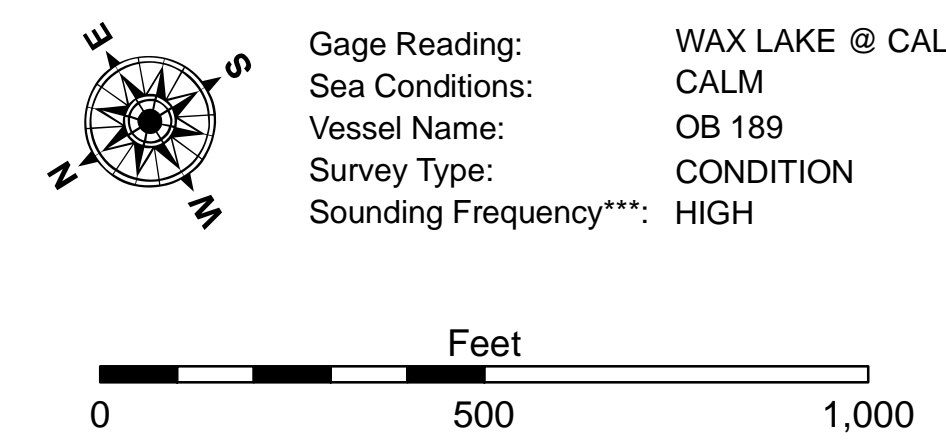 E
S
N
W
Gage Reading: WAX LAKE @ CAL
Sea Conditions: CALM
Vessel Name: OB 189
Survey Type: CONDITION
Sounding Frequency***: HIGH
Feet
0 500 1,000